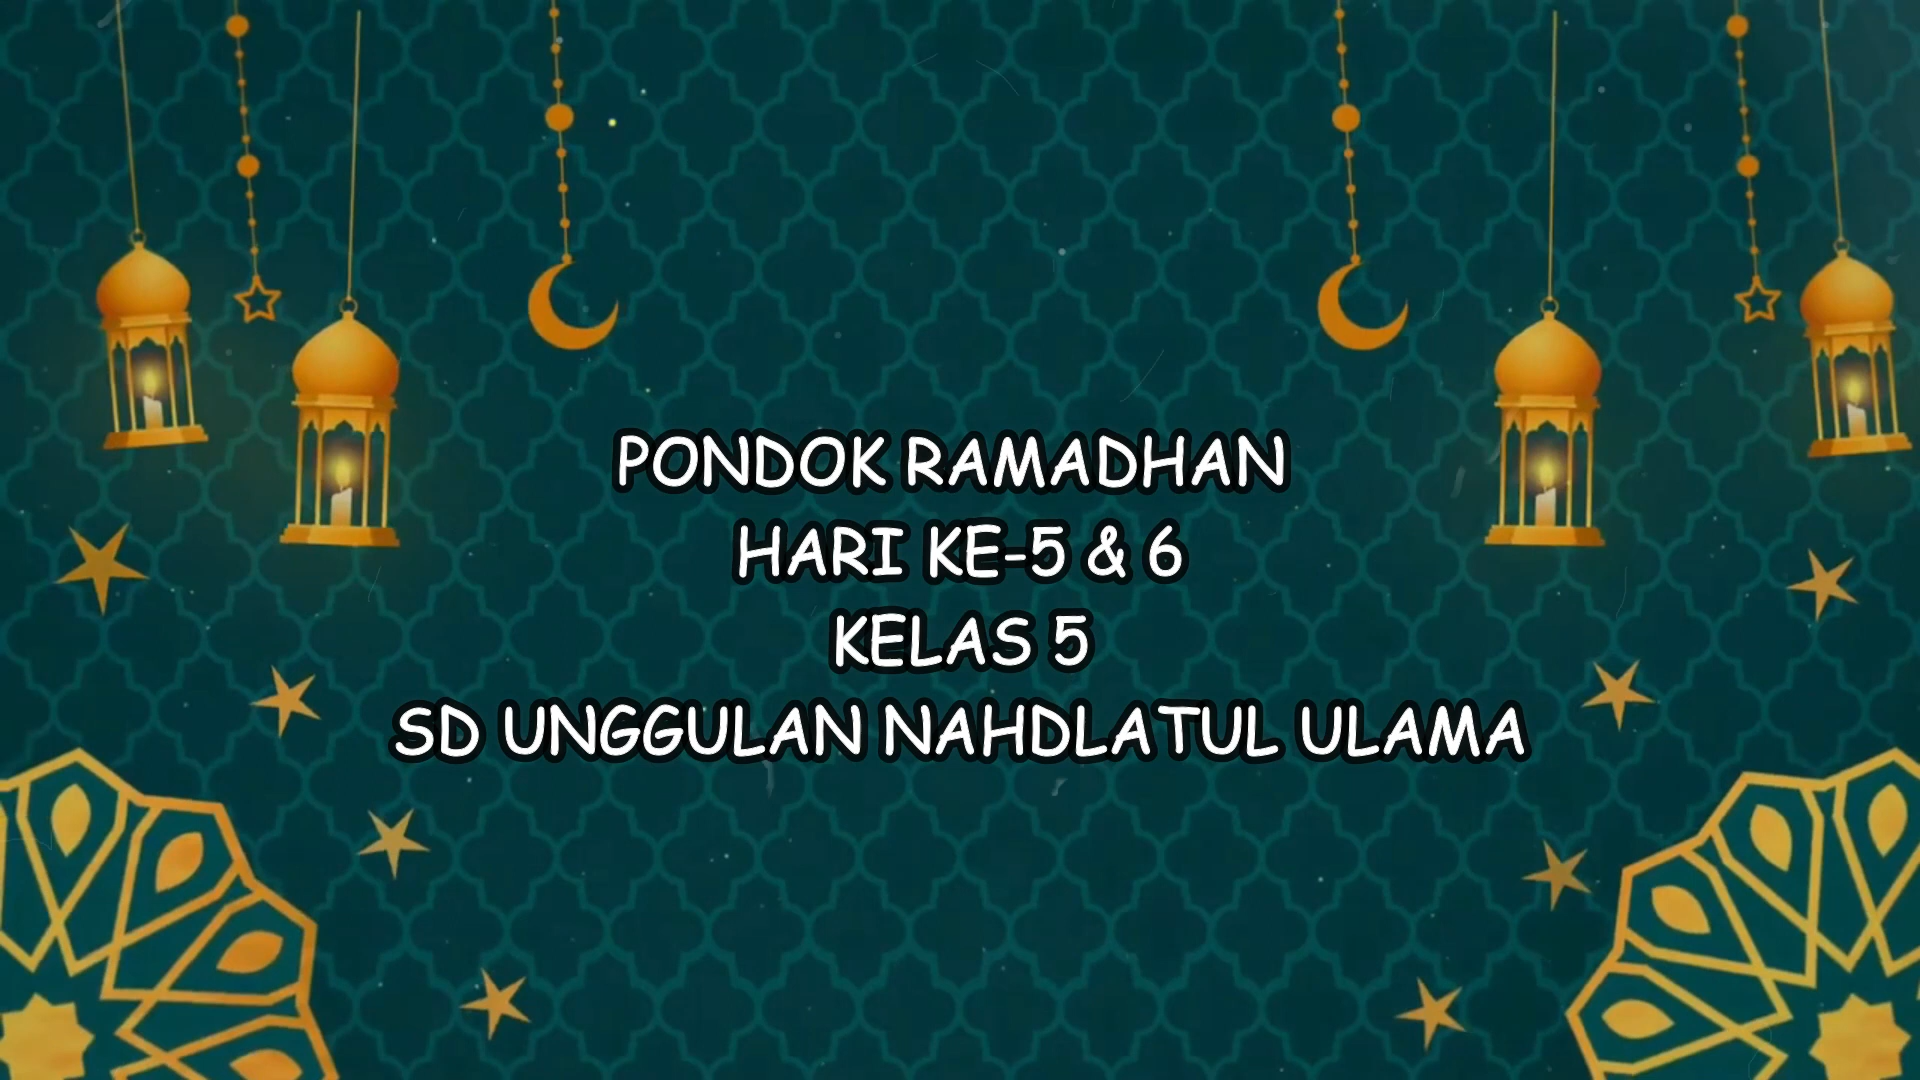 PONDOK RAMADHAN
HARI KE-5 & 6
KELAS 5
SD UNGGULAN NAHDLATUL ULAMA